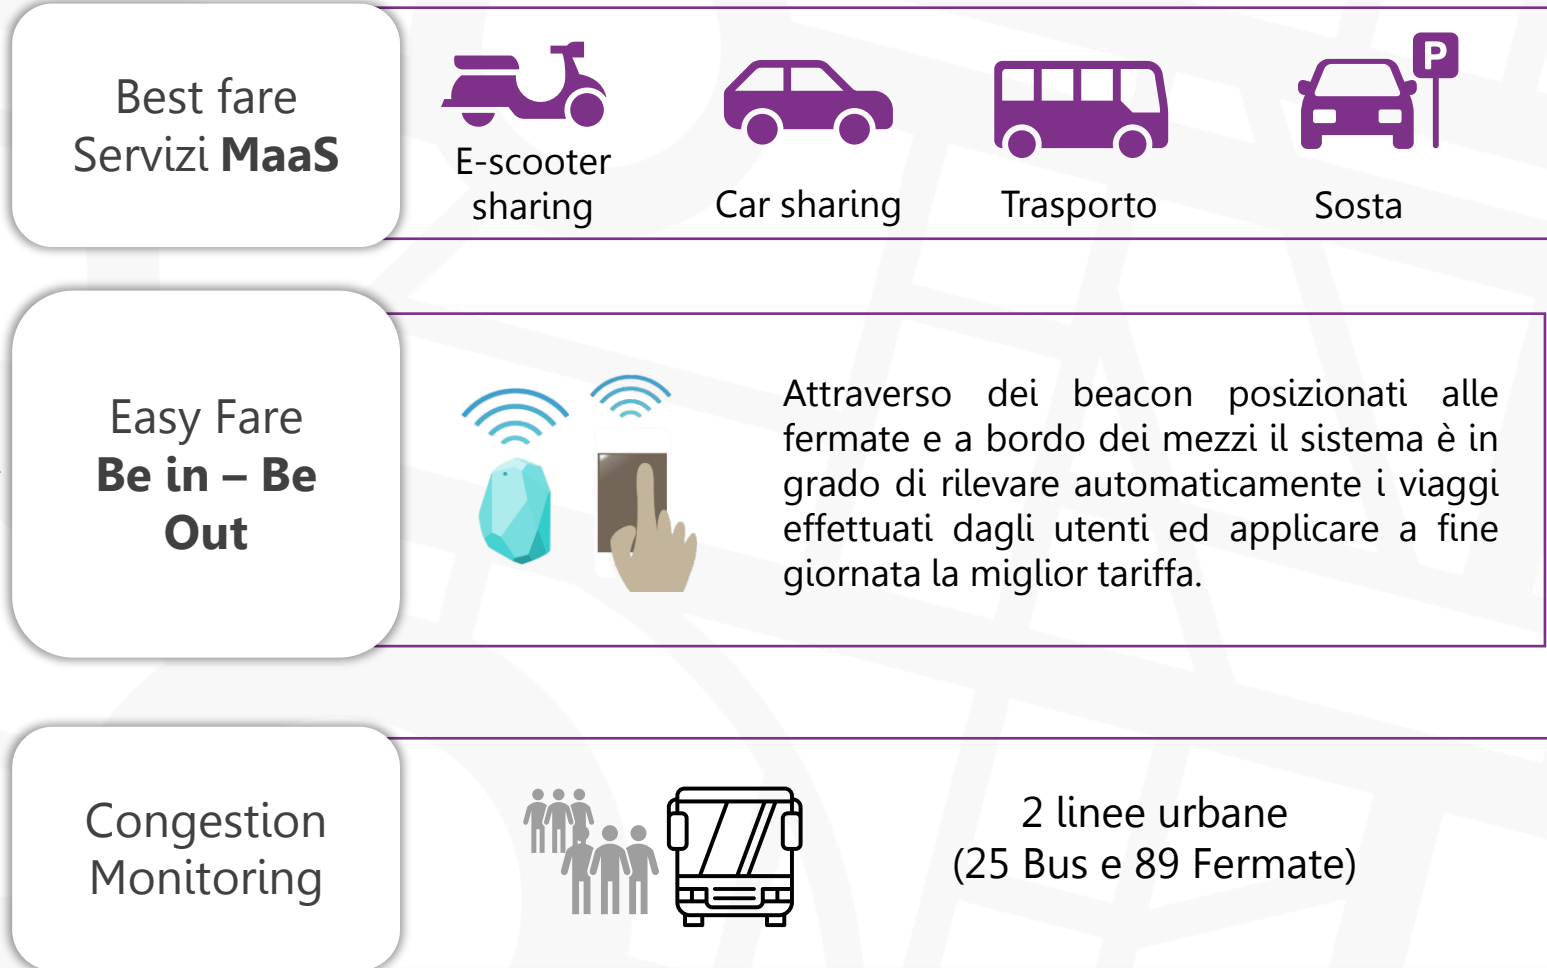 Best fare
Servizi MaaS
P
E-scooter
sharing
Car sharing
Trasporto
Sosta
Easy Fare
Be in – Be
Out
Attraverso dei beacon posizionati alle
fermate e a bordo dei mezzi il sistema è in
grado di rilevare automaticamente i viaggi
effettuati dagli utenti ed applicare a fine
giornata la miglior tariffa.
Congestion
Monitoring
2 linee urbane
(25 Bus e 89 Fermate)